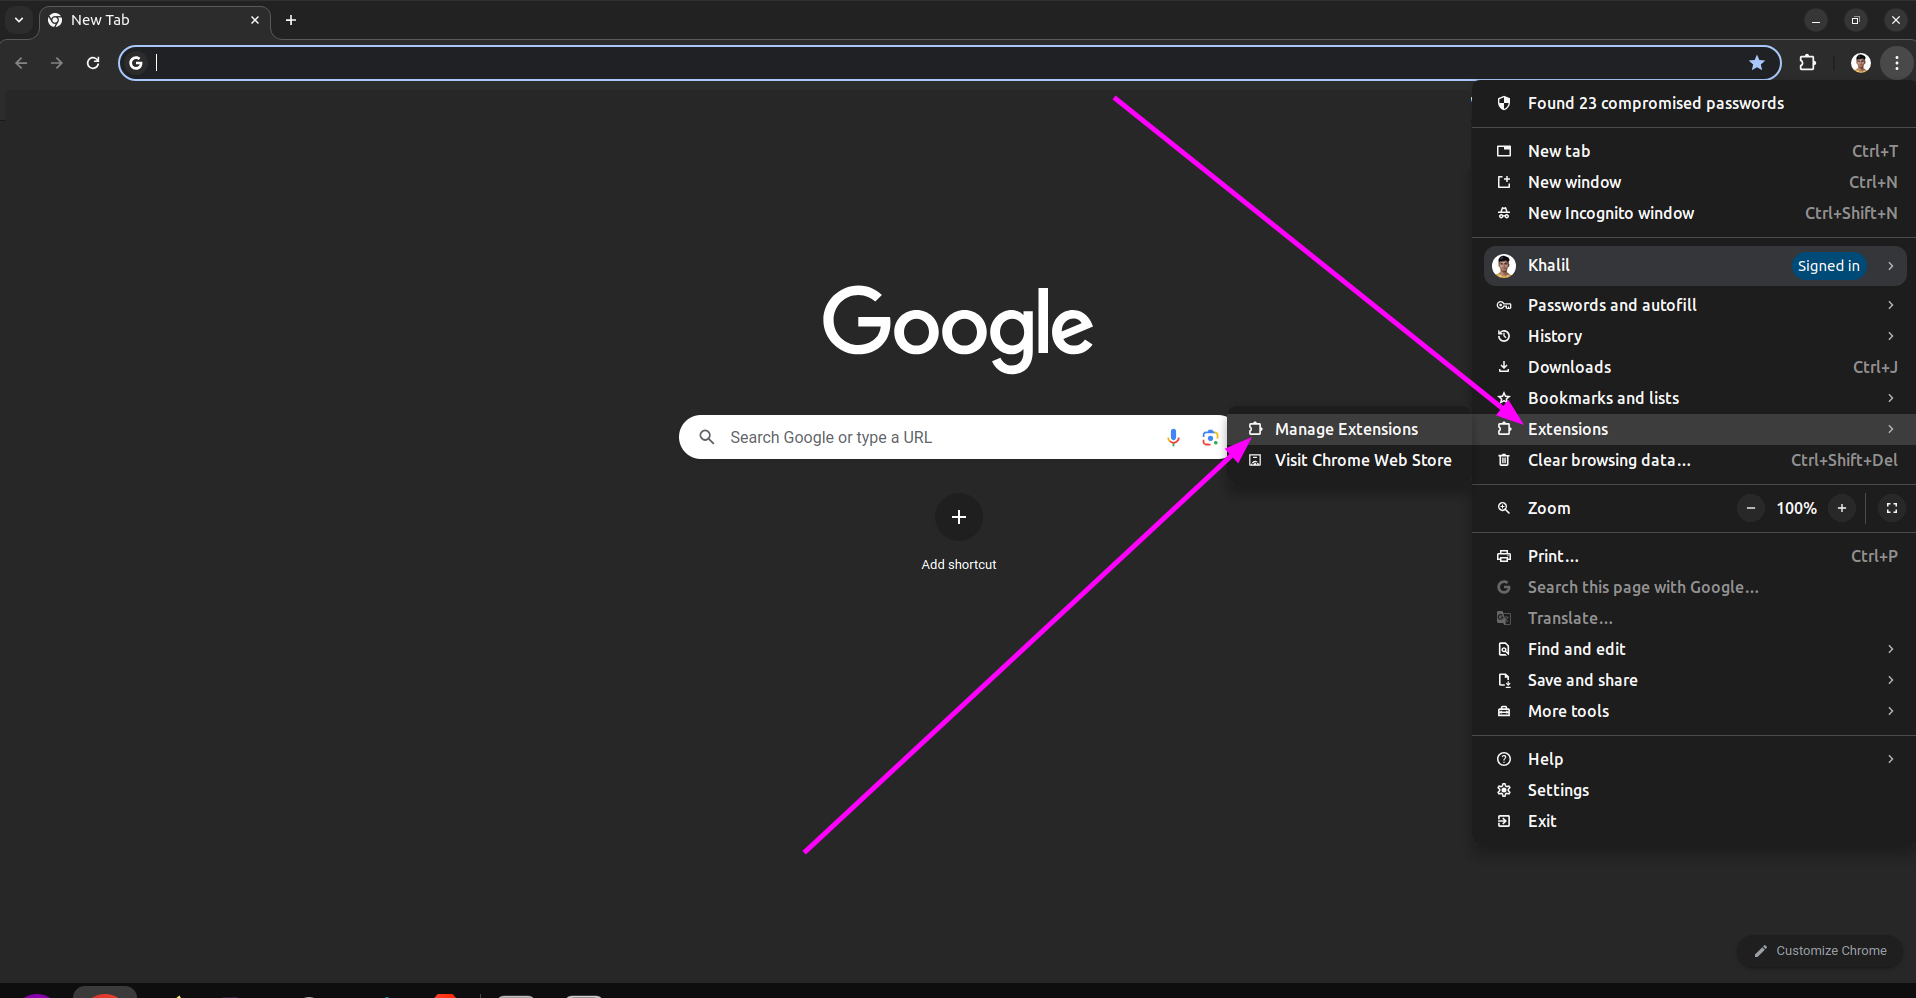 New Tab
Found 23 compromised passwords
New tab Ctrl+T
New window Ctrl+N
New Incognito window Ctrl+Shift+N
Khalil Signed in
Passwords and autofill
History
Downloads Ctrl+J
Bookmarks and lists
Extensions
Clear browsing data... Ctrl+Shift+Del
Zoom − 100% +
Print... Ctrl+P
Search this page with Google...
Translate...
Find and edit
Save and share
More tools
Help
Settings
Exit
Manage Extensions
Visit Chrome Web Store
Google
Search Google or type a URL
Add shortcut
Customize Chrome